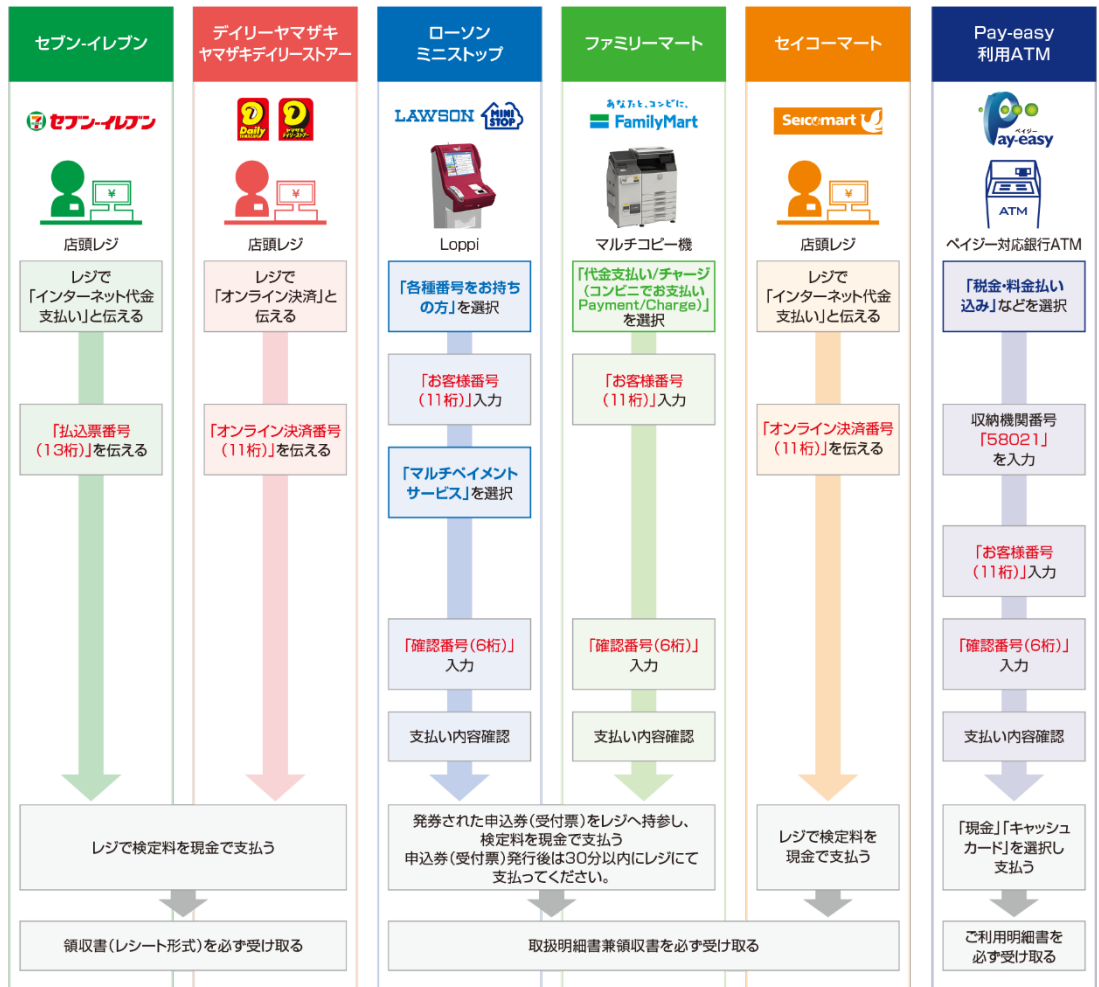 セブン-イレブン
セブン-イレブン
店頭レジ
レジで
「インターネット代金
支払い」と伝える
「払込票番号
(13桁)」を伝える
デイリーヤマザキ
ヤマザキデイリーストアー
Daily
YAMAZAKI
ヤマザキ
デイリーストアー
店頭レジ
レジで
「オンライン決済」と
伝える
「オンライン決済番号
(11桁)」を伝える
レジで検定料を現金で支払う
領収書(レシート形式)を必ず受け取る
ローソン
ミニストップ
LAWSON
MINI
STOP
Loppi
「各種番号をお持ち
の方」を選択
「お客様番号
(11桁)」入力
「マルチペイメント
サービス」を選択
「確認番号(6桁)」
入力
支払い内容確認
ファミリーマート
あなたと、コンビに、
FamilyMart
マルチコピー機
「代金支払い/チャージ
(コンビニでお支払い
Payment/Charge)」
を選択
「お客様番号
(11桁)」入力
「確認番号(6桁)」
入力
支払い内容確認
発券された申込券(受付票)をレジへ持参し、
検定料を現金で支払う
申込券(受付票)発行後は30分以内にレジにて
支払ってください。
セイコーマート
Seicomart
店頭レジ
レジで
「インターネット代金
支払い」と伝える
「オンライン決済番号
(11桁)」を伝える
レジで検定料を
現金で支払う
取扱明細書兼領収書を必ず受け取る
Pay-easy
利用ATM
ペイジー
Pay-easy
ATM
ペイジー対応銀行ATM
「税金・料金払い
込み」などを選択
収納機関番号
「58021」
を入力
「お客様番号
(11桁)」入力
「確認番号(6桁)」
入力
支払い内容確認
「現金」「キャッシュ
カード」を選択し
支払う
ご利用明細書を
必ず受け取る